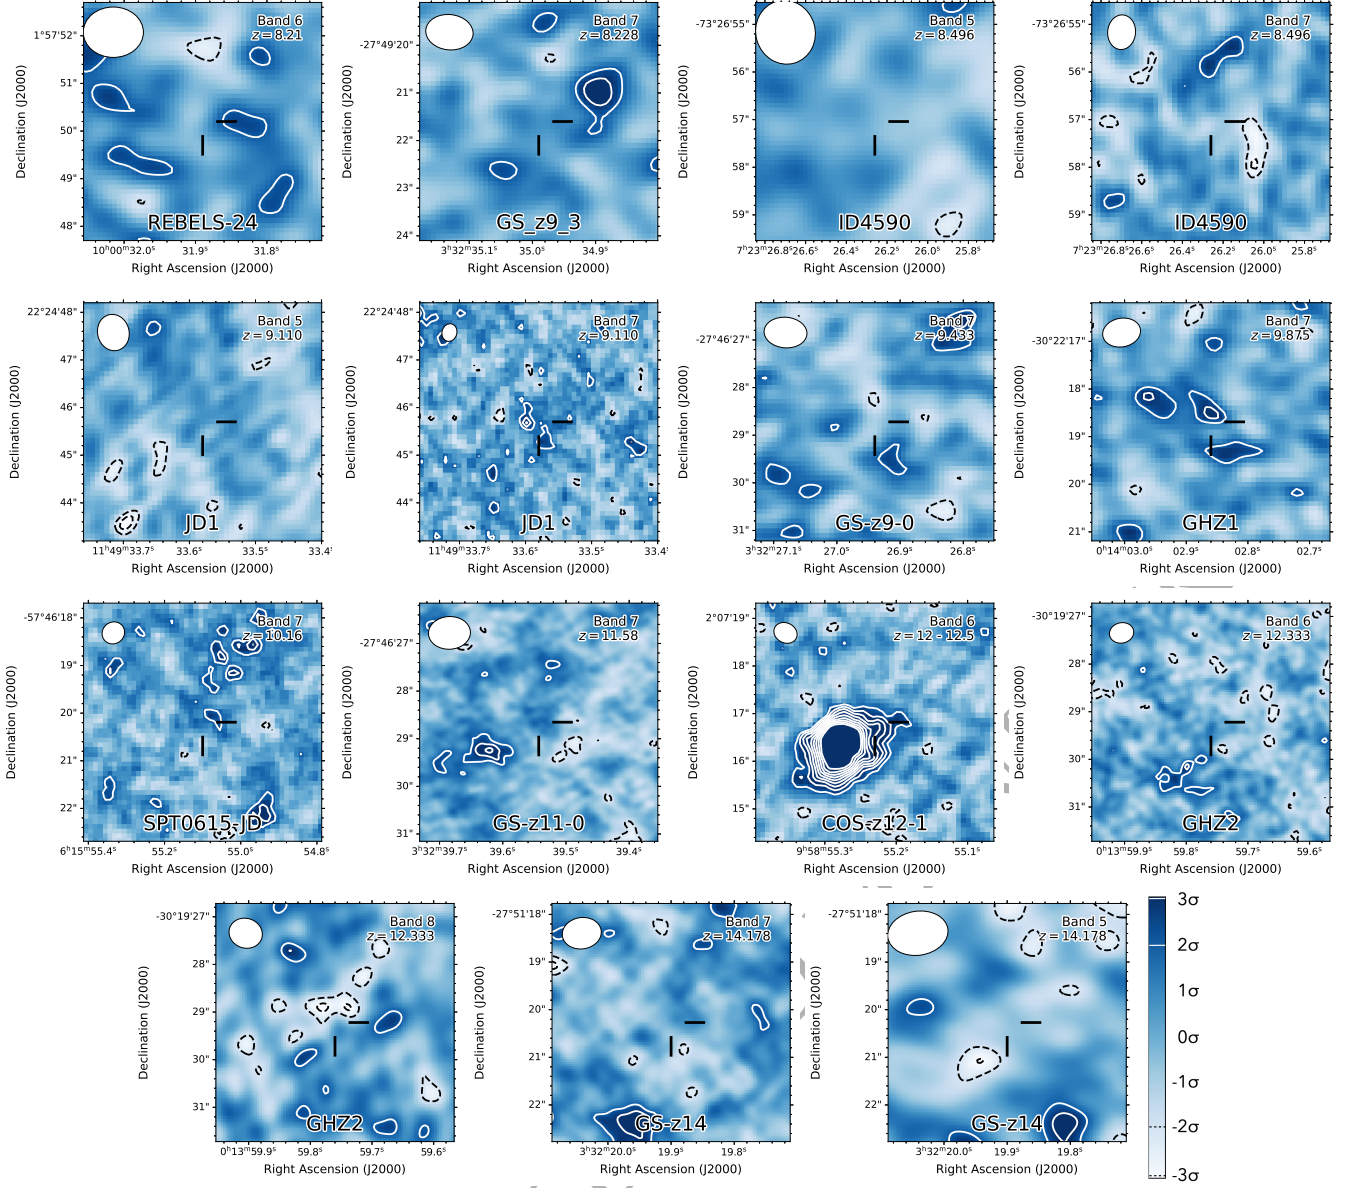 Band 6
z = 8.21
REBELS-24
1°57'52"
51"
50"
49"
48"
10ʰ00ᵐ32.0ˢ 31.9ˢ 31.8ˢ
Right Ascension (J2000)
Declination (J2000)
Band 7
z = 8.228
GS_z9_3
-27°49'20"
21"
22"
23"
24"
3ʰ32ᵐ35.1ˢ 35.0ˢ 34.9ˢ
Right Ascension (J2000)
Declination (J2000)
Band 5
z = 8.496
ID4590
-73°26'55"
56"
57"
58"
59"
7ʰ23ᵐ26.8ˢ26.6ˢ 26.4ˢ 26.2ˢ 26.0ˢ 25.8ˢ
Right Ascension (J2000)
Declination (J2000)
Band 7
z = 8.496
ID4590
-73°26'55"
56"
57"
58"
59"
7ʰ23ᵐ26.8ˢ26.6ˢ 26.4ˢ 26.2ˢ 26.0ˢ 25.8ˢ
Right Ascension (J2000)
Declination (J2000)
Band 5
z = 9.110
JD1
22°24'48"
47"
46"
45"
44"
11ʰ49ᵐ33.7ˢ 33.6ˢ 33.5ˢ 33.4ˢ
Right Ascension (J2000)
Declination (J2000)
Band 7
z = 9.110
JD1
22°24'48"
47"
46"
45"
44"
11ʰ49ᵐ33.7ˢ 33.6ˢ 33.5ˢ 33.4ˢ
Right Ascension (J2000)
Declination (J2000)
Band 7
z = 9.433
GS-z9-0
-27°46'27"
28"
29"
30"
31"
3ʰ32ᵐ27.1ˢ 27.0ˢ 26.9ˢ 26.8ˢ
Right Ascension (J2000)
Declination (J2000)
Band 7
z = 9.875
GHZ1
-30°22'17"
18"
19"
20"
21"
0ʰ14ᵐ03.0ˢ 02.9ˢ 02.8ˢ 02.7ˢ
Right Ascension (J2000)
Declination (J2000)
Band 7
z = 10.16
SPT0615-JD
-57°46'18"
19"
20"
21"
22"
6ʰ15ᵐ55.4ˢ 55.2ˢ 55.0ˢ 54.8ˢ
Right Ascension (J2000)
Declination (J2000)
Band 7
z = 11.58
GS-z11-0
-27°46'27"
28"
29"
30"
31"
3ʰ32ᵐ39.7ˢ 39.6ˢ 39.5ˢ 39.4ˢ
Right Ascension (J2000)
Declination (J2000)
Band 6
z = 12 - 12.5
COS-z12-1
2°07'19"
18"
17"
16"
15"
9ʰ58ᵐ55.3ˢ 55.2ˢ 55.1ˢ
Right Ascension (J2000)
Declination (J2000)
Band 6
z = 12.333
GHZ2
-30°19'27"
28"
29"
30"
31"
0ʰ13ᵐ59.9ˢ 59.8ˢ 59.7ˢ 59.6ˢ
Right Ascension (J2000)
Declination (J2000)
Band 8
z = 12.333
GHZ2
-30°19'27"
28"
29"
30"
31"
0ʰ13ᵐ59.9ˢ 59.8ˢ 59.7ˢ 59.6ˢ
Right Ascension (J2000)
Declination (J2000)
Band 7
z = 14.178
GS-z14
-27°51'18"
19"
20"
21"
22"
3ʰ32ᵐ20.0ˢ 19.9ˢ 19.8ˢ
Right Ascension (J2000)
Declination (J2000)
Band 5
z = 14.178
GS-z14
-27°51'18"
19"
20"
21"
22"
3ʰ32ᵐ20.0ˢ 19.9ˢ 19.8ˢ
Right Ascension (J2000)
Declination (J2000)
3σ
2σ
1σ
0σ
-1σ
-2σ
-3σ